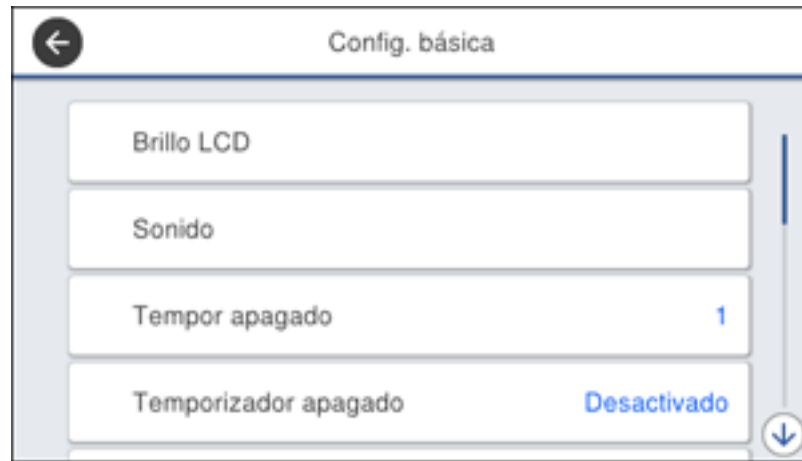 Config. básica
Brillo LCD
Sonido
Tempor apagado 1
Temporizador apagado Desactivado